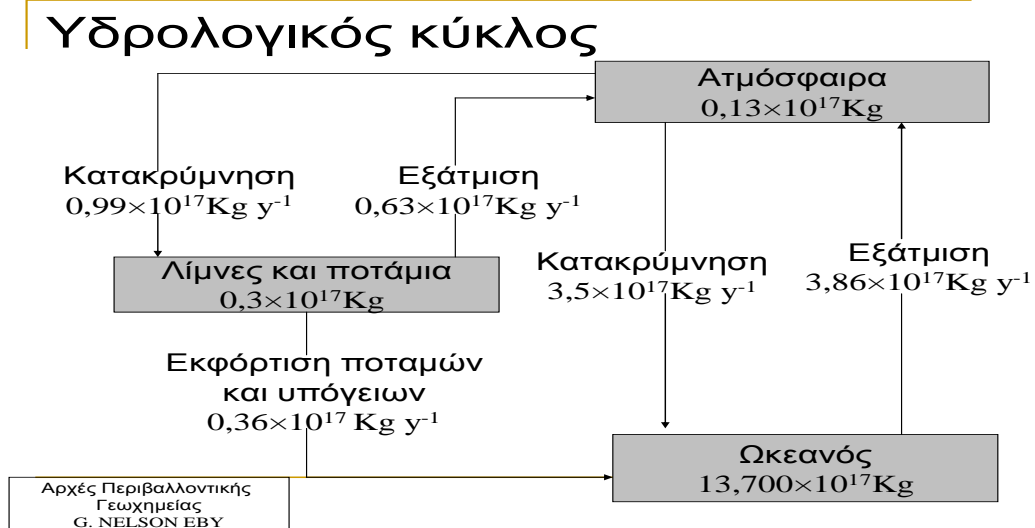 Υδρολογικός κύκλος
Ατμόσφαιρα
0,13×10¹⁷Kg
Κατακρύμνηση
0,99×10¹⁷Kg y⁻¹
Εξάτμιση
0,63×10¹⁷Kg y⁻¹
Λίμνες και ποτάμια
0,3×10¹⁷Kg
Κατακρύμνηση
3,5×10¹⁷Kg y⁻¹
Εξάτμιση
3,86×10¹⁷Kg y⁻¹
Εκφόρτιση ποταμών
και υπόγειων
0,36×10¹⁷ Kg y⁻¹
Ωκεανός
13,700×10¹⁷Kg
Αρχές Περιβαλλοντικής
Γεωχημείας
G. NELSON EBY